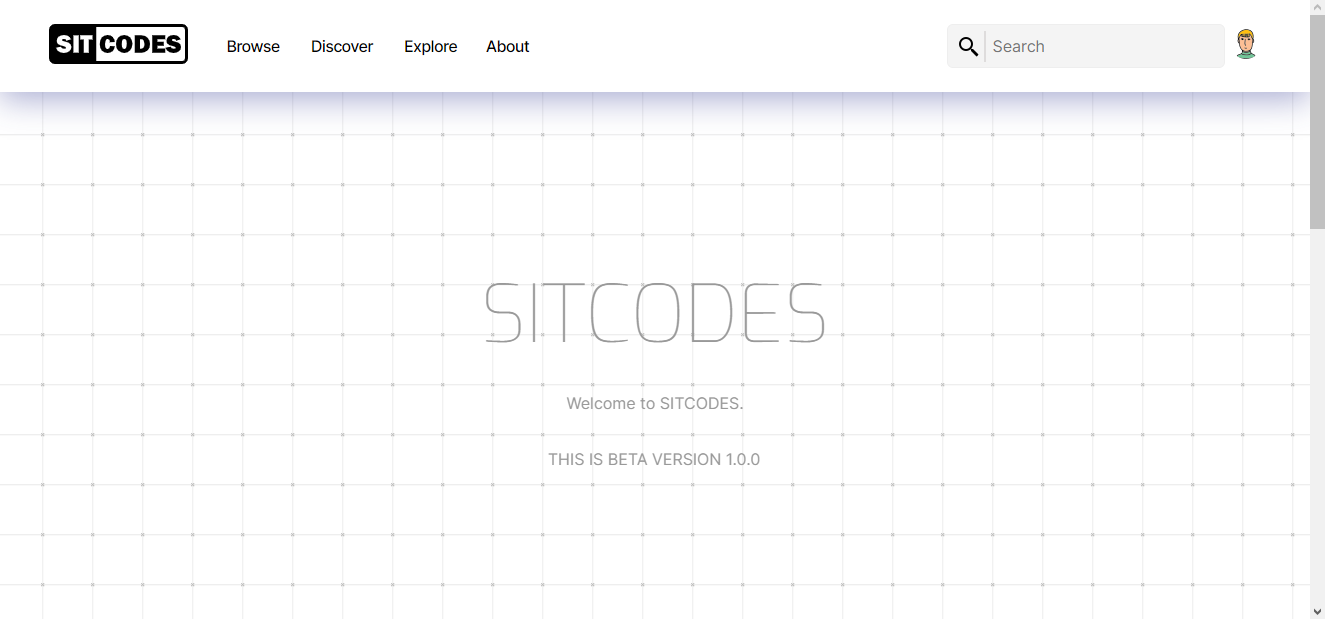 SIT CODES
Browse Discover Explore About
Search
SITCODES
Welcome to SITCODES.
THIS IS BETA VERSION 1.0.0